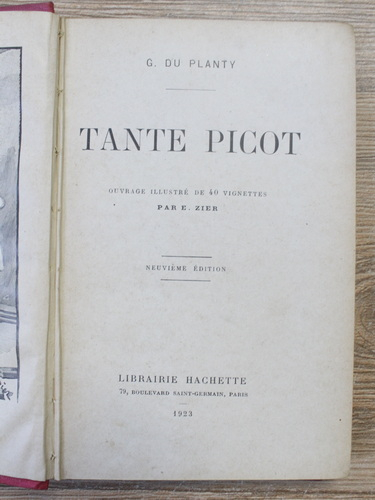 G. DU PLANTY
TANTE PICOT
OUVRAGE ILLUSTRÉ DE 40 VIGNETTES
PAR E. ZIER
NEUVIÈME ÉDITION
LIBRAIRIE HACHETTE
79, BOULEVARD SAINT-GERMAIN, PARIS
1923